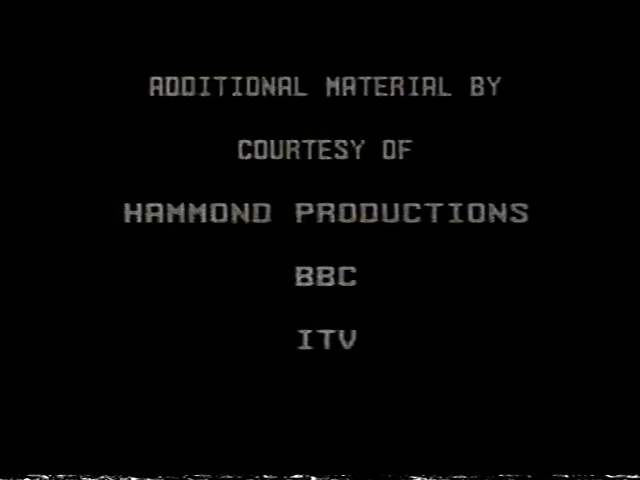 ADDITIONAL MATERIAL BY
COURTESY OF
HAMMOND PRODUCTIONS
BBC
ITV